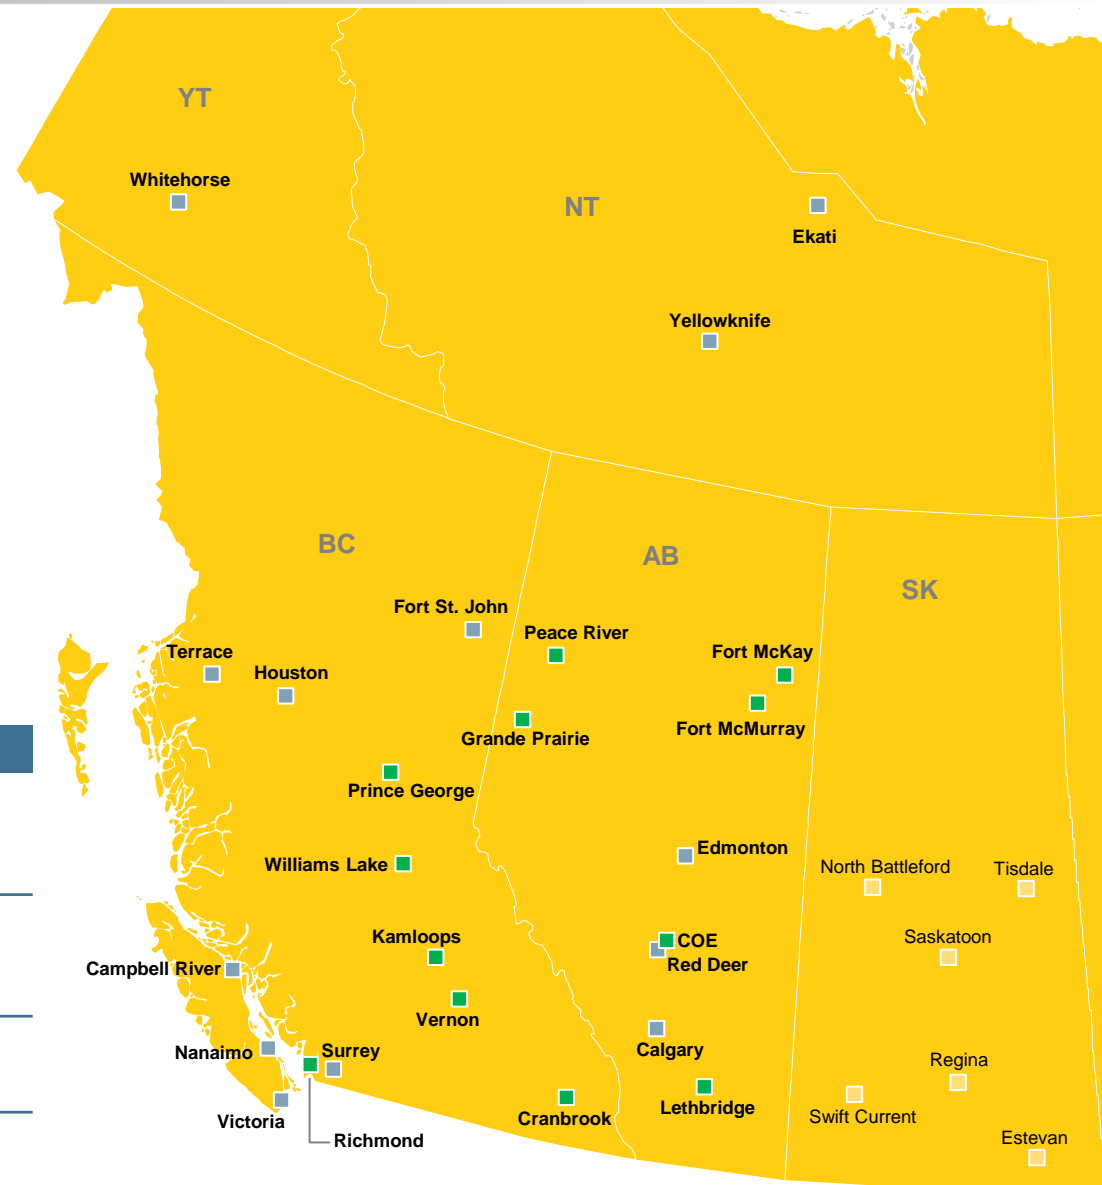 YT
Whitehorse
NT
Ekati
Yellowknife
BC
AB
SK
Fort St. John
Peace River
Terrace
Fort McKay
Houston
Fort McMurray
Grande Prairie
Prince George
Edmonton
Williams Lake
North Battleford
Tisdale
Kamloops
COE
Saskatoon
Red Deer
Campbell River
Vernon
Nanaimo
Surrey
Calgary
Regina
Lethbridge
Cranbrook
Swift Current
Victoria
Richmond
Estevan